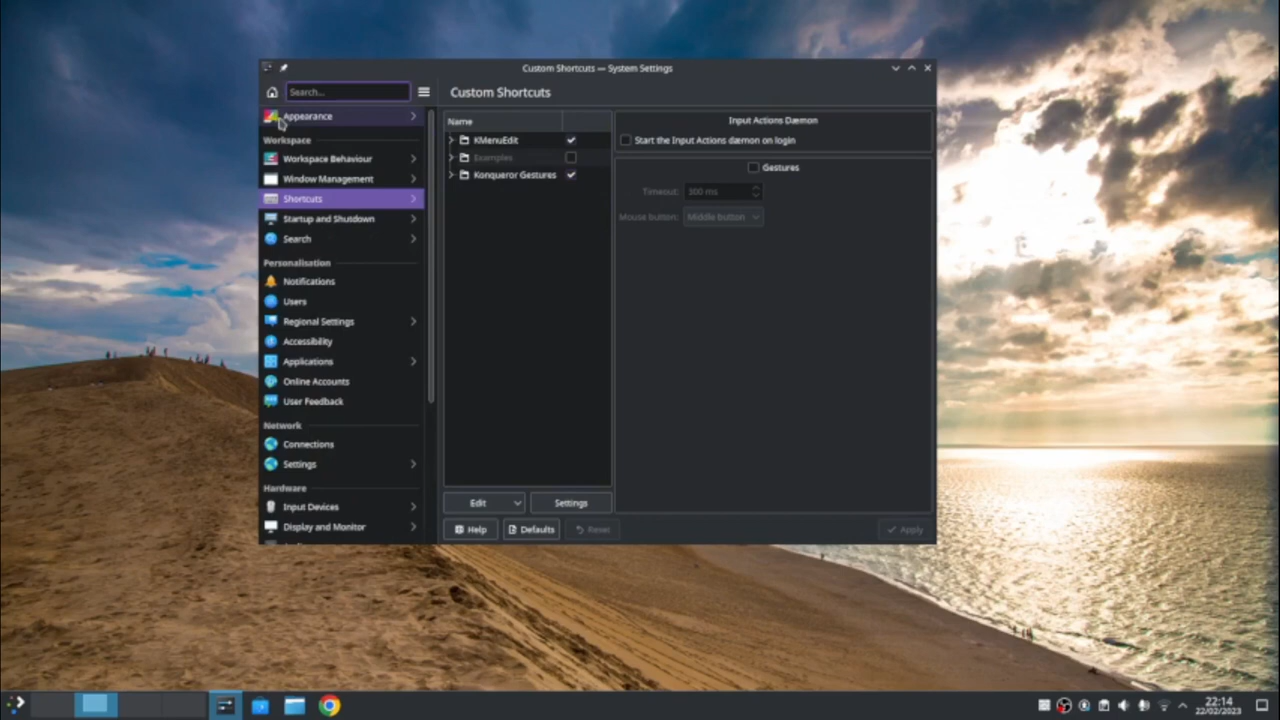 Custom Shortcuts — System Settings
Search...
Custom Shortcuts
Appearance
Workspace
Workspace Behaviour
Window Management
Shortcuts
Startup and Shutdown
Search
Personalisation
Notifications
Users
Regional Settings
Accessibility
Applications
Online Accounts
User Feedback
Network
Connections
Settings
Hardware
Input Devices
Display and Monitor
Name
KMenuEdit
Examples
Konqueror Gestures
Edit
Settings
Help
Defaults
Reset
Input Actions Dæmon
Start the Input Actions dæmon on login
Gestures
Timeout: 300 ms
Mouse button: Middle button
Apply
22:14
22/02/2023